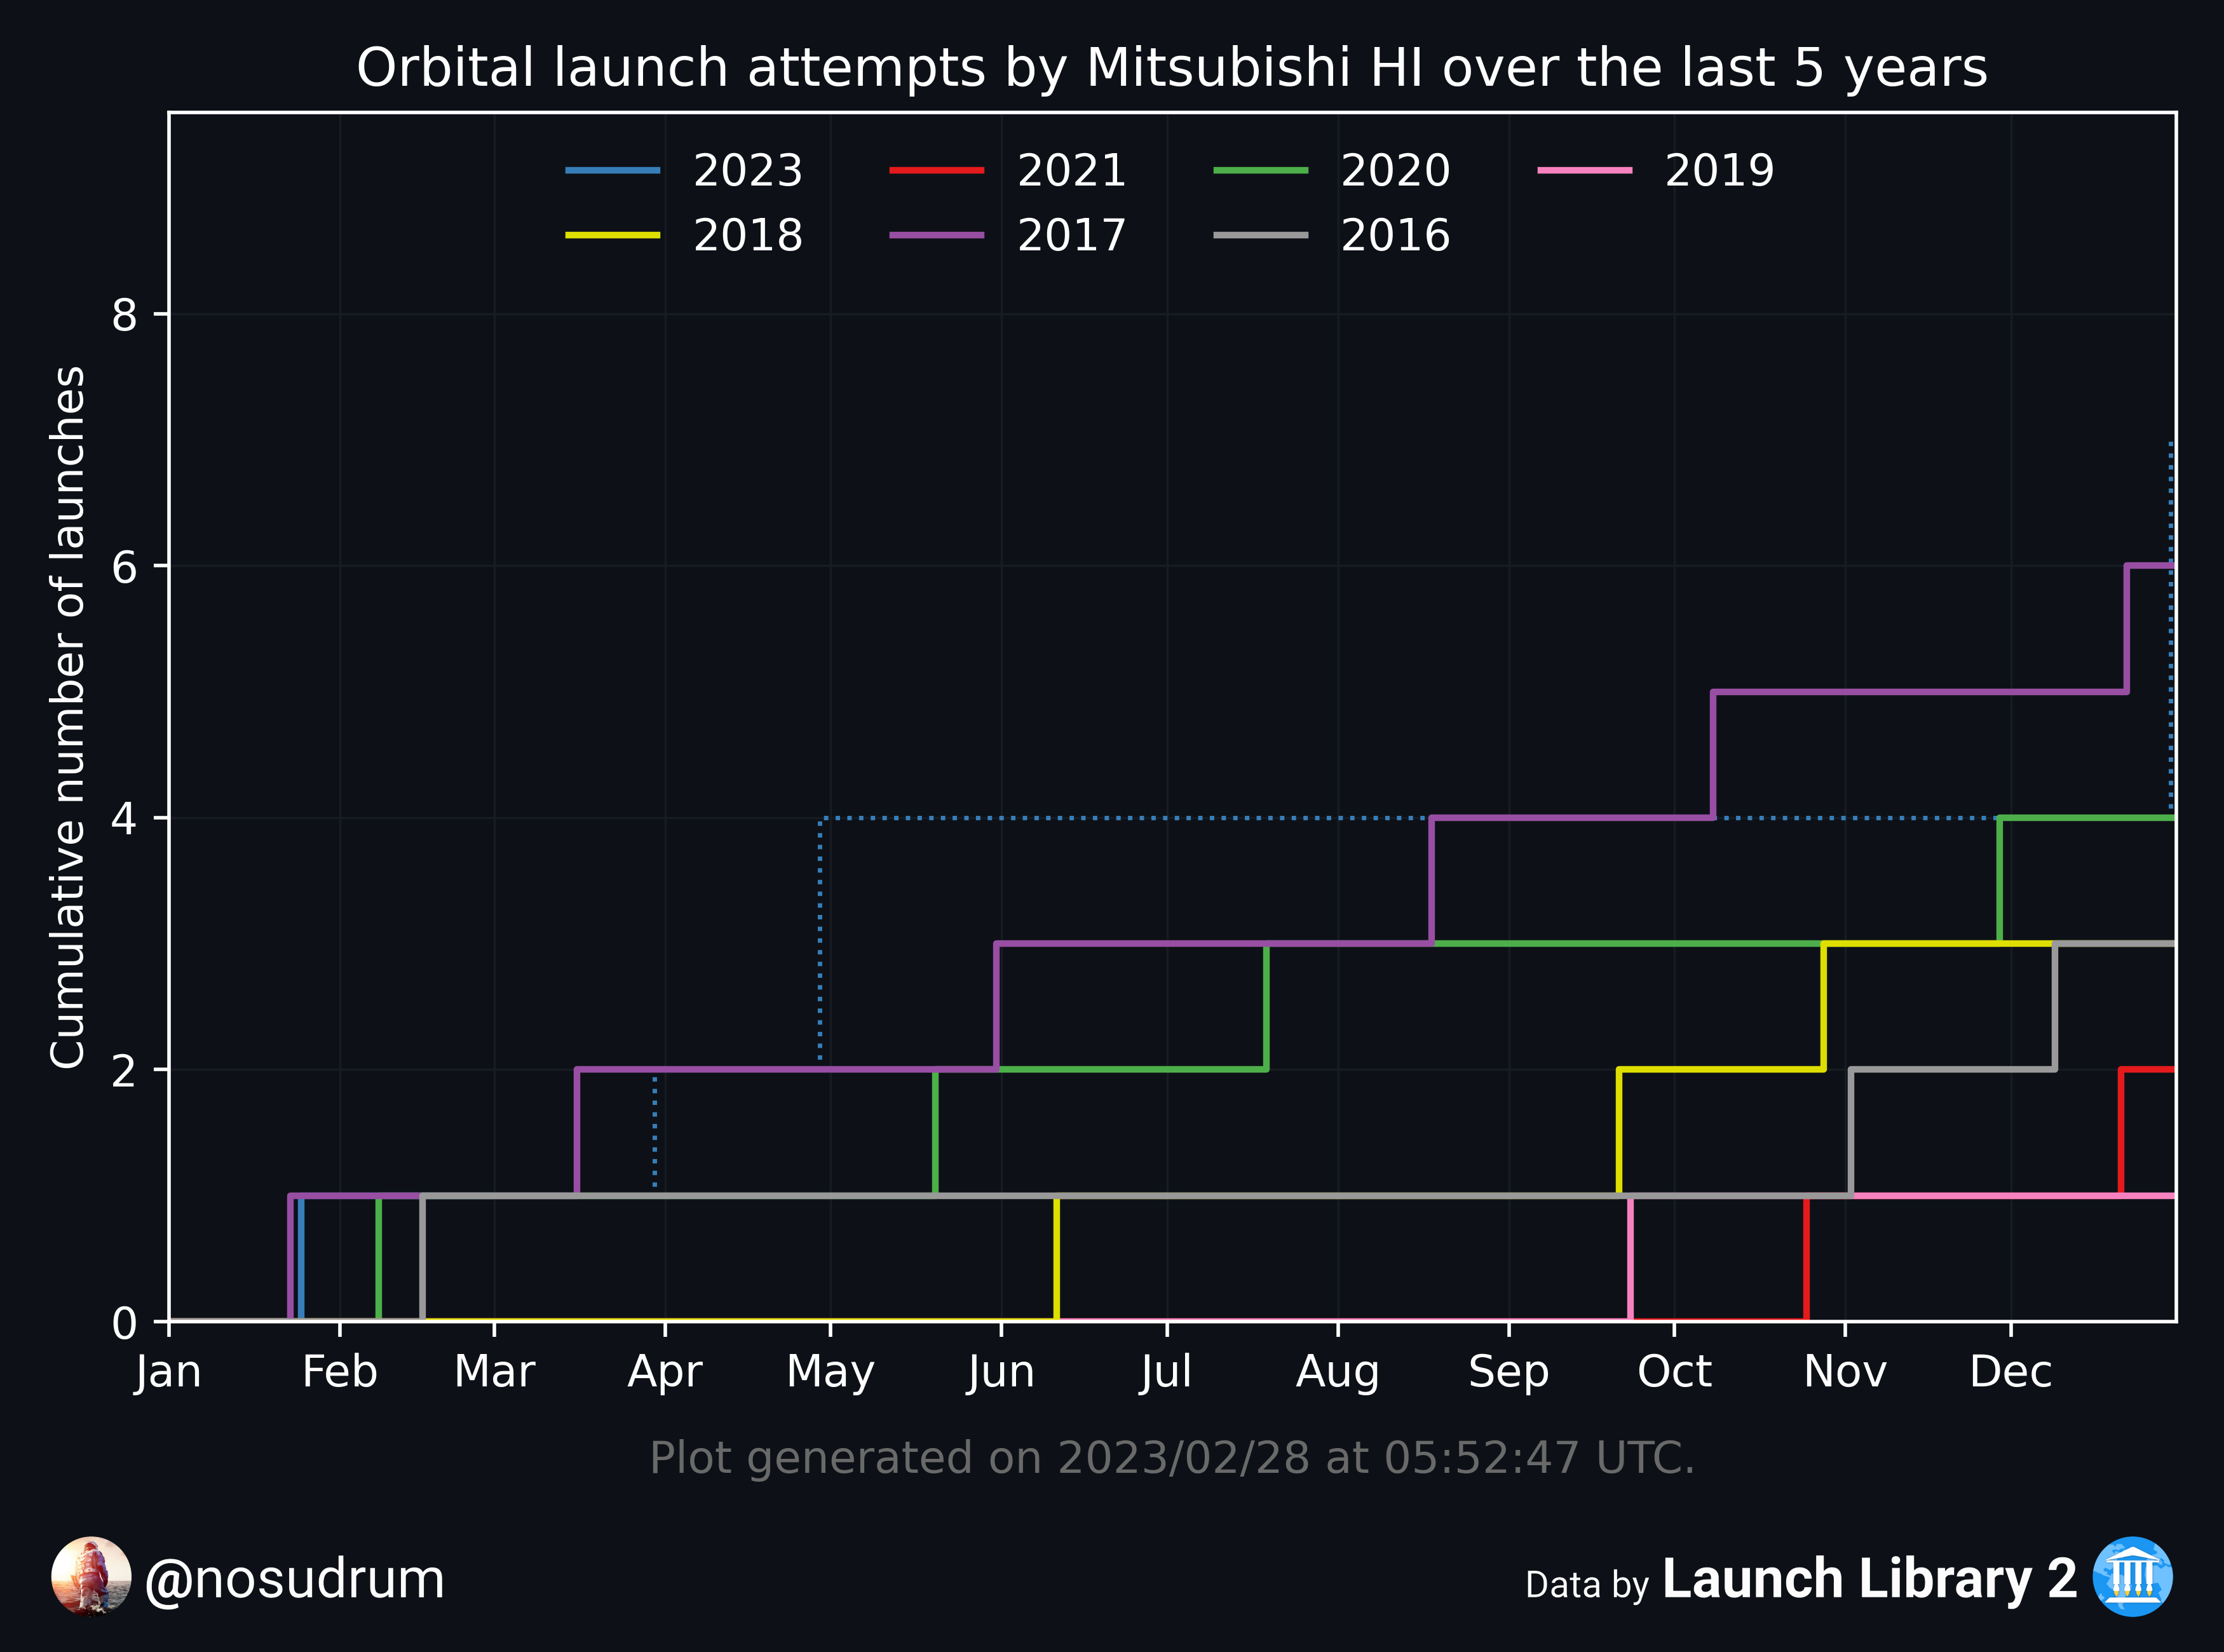 Orbital launch attempts by Mitsubishi HI over the last 5 years
2023 2021 2020 2019
2018 2017 2016
Cumulative number of launches
8
6
4
2
0
Jan Feb Mar Apr May Jun Jul Aug Sep Oct Nov Dec
Plot generated on 2023/02/28 at 05:52:47 UTC.
@nosudrum
Data by Launch Library 2